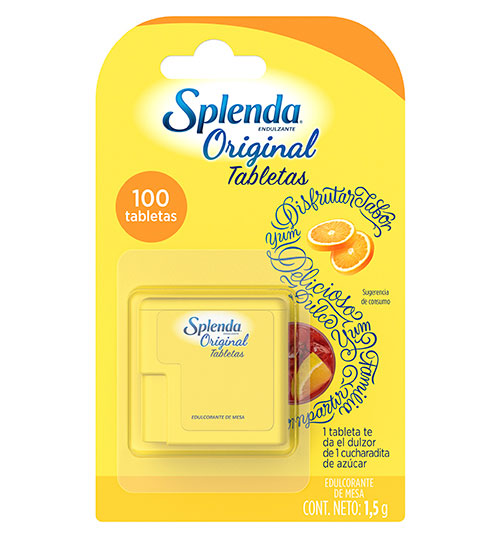 Splenda®
ENDULZANTE
Original
Tabletas
100
tabletas
Disfrutar Sabor
Yum
Delicioso
Dulce Yum
Familia
Compartir
Sugerencia
de consumo
Splenda
ENDULZANTE
Original
Tabletas
EDULCORANTE DE MESA
1 tableta te
da el dulzor
de 1 cucharadita
de azúcar
EDULCORANTE
DE MESA
CONT. NETO: 1,5 g